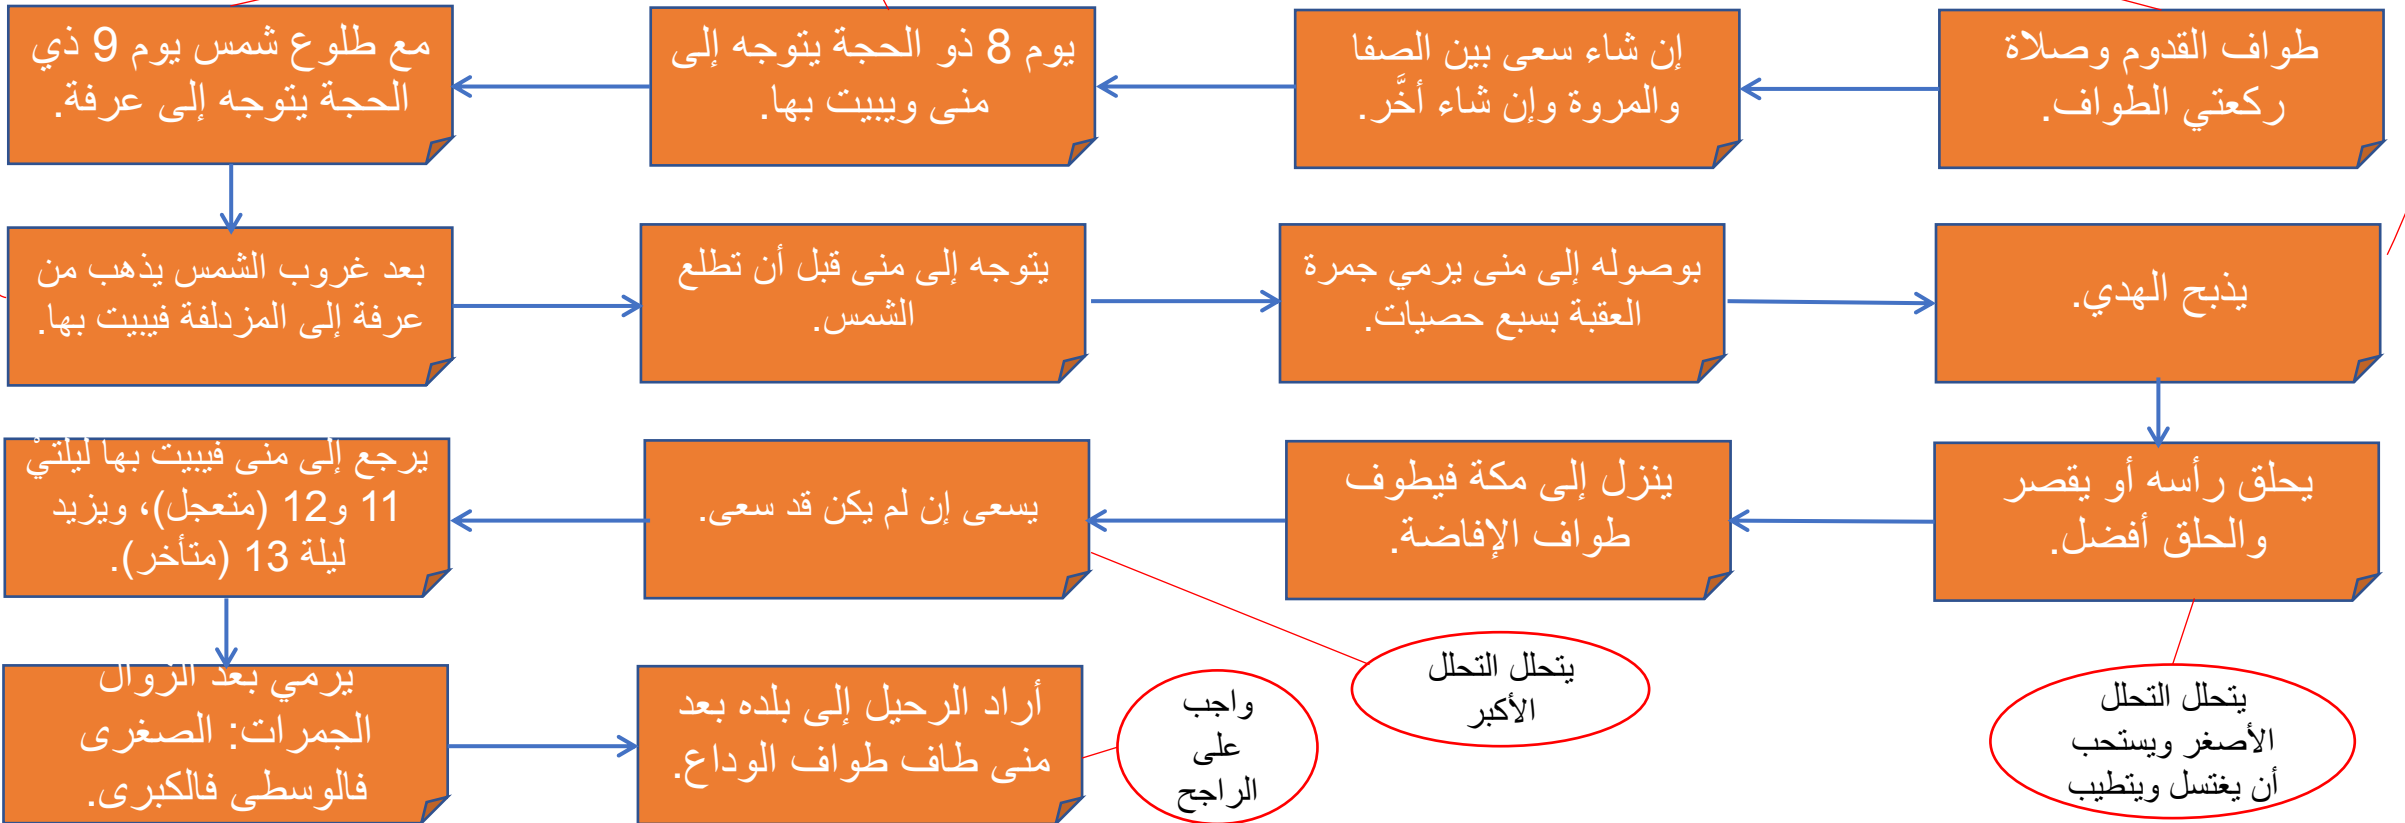 طواف القدوم وصلاة
ركعتي الطواف.
إن شاء سعى بين الصفا
والمروة وإن شاء أخَّر.
يوم 8 ذو الحجة يتوجه إلى
منى ويبيت بها.
مع طلوع شمس يوم 9 ذي
الحجة يتوجه إلى عرفة.
بعد غروب الشمس يذهب من
عرفة إلى المزدلفة فيبيت بها.
يتوجه إلى منى قبل أن تطلع
الشمس.
بوصوله إلى منى يرمي جمرة
العقبة بسبع حصيات.
يذبح الهدي.
يحلق رأسه أو يقصر
والحلق أفضل.
ينزل إلى مكة فيطوف
طواف الإفاضة.
يسعى إن لم يكن قد سعى.
يرجع إلى منى فيبيت بها ليلتيْ
11 و12 (متعجل)، ويزيد
ليلة 13 (متأخر).
يرمي بعد الزوال
الجمرات: الصغرى
فالوسطى فالكبرى.
أراد الرحيل إلى بلده بعد
منى طاف طواف الوداع.
واجب
على
الراجح
يتحلل التحلل
الأكبر
يتحلل التحلل
الأصغر ويستحب
أن يغتسل ويتطيب